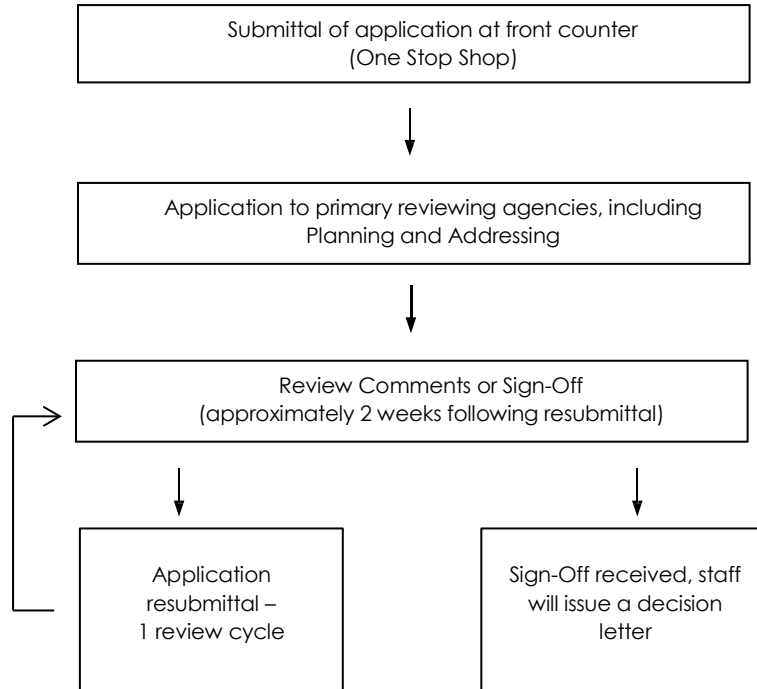 Submittal of application at front counter
(One Stop Shop)
Application to primary reviewing agencies, including
Planning and Addressing
Review Comments or Sign-Off
(approximately 2 weeks following resubmittal)
Application
resubmittal –
1 review cycle
Sign-Off received, staff
will issue a decision
letter